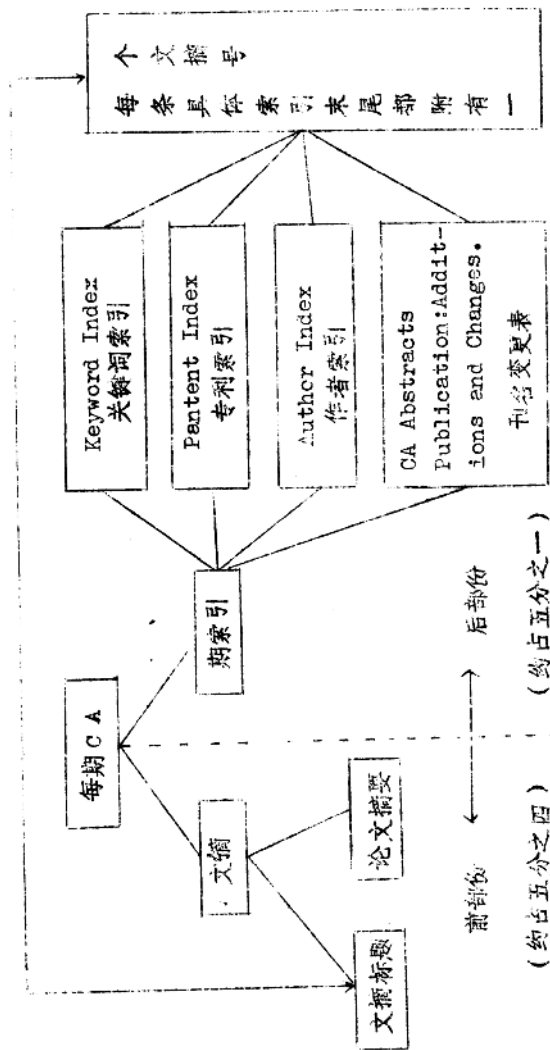 每期CA
文摘
期索引
文摘标题
论文摘要
Keyword Index
关键词索引
Pantent Index
专利索引
Auther Index
作者索引
CA Abstracts
Publication:Addit-
ions and Changes.
刊名变更表
每条具体索引末尾部附有一
个文摘号
前部份
后部份
(约占五分之四)
(约占五分之一)